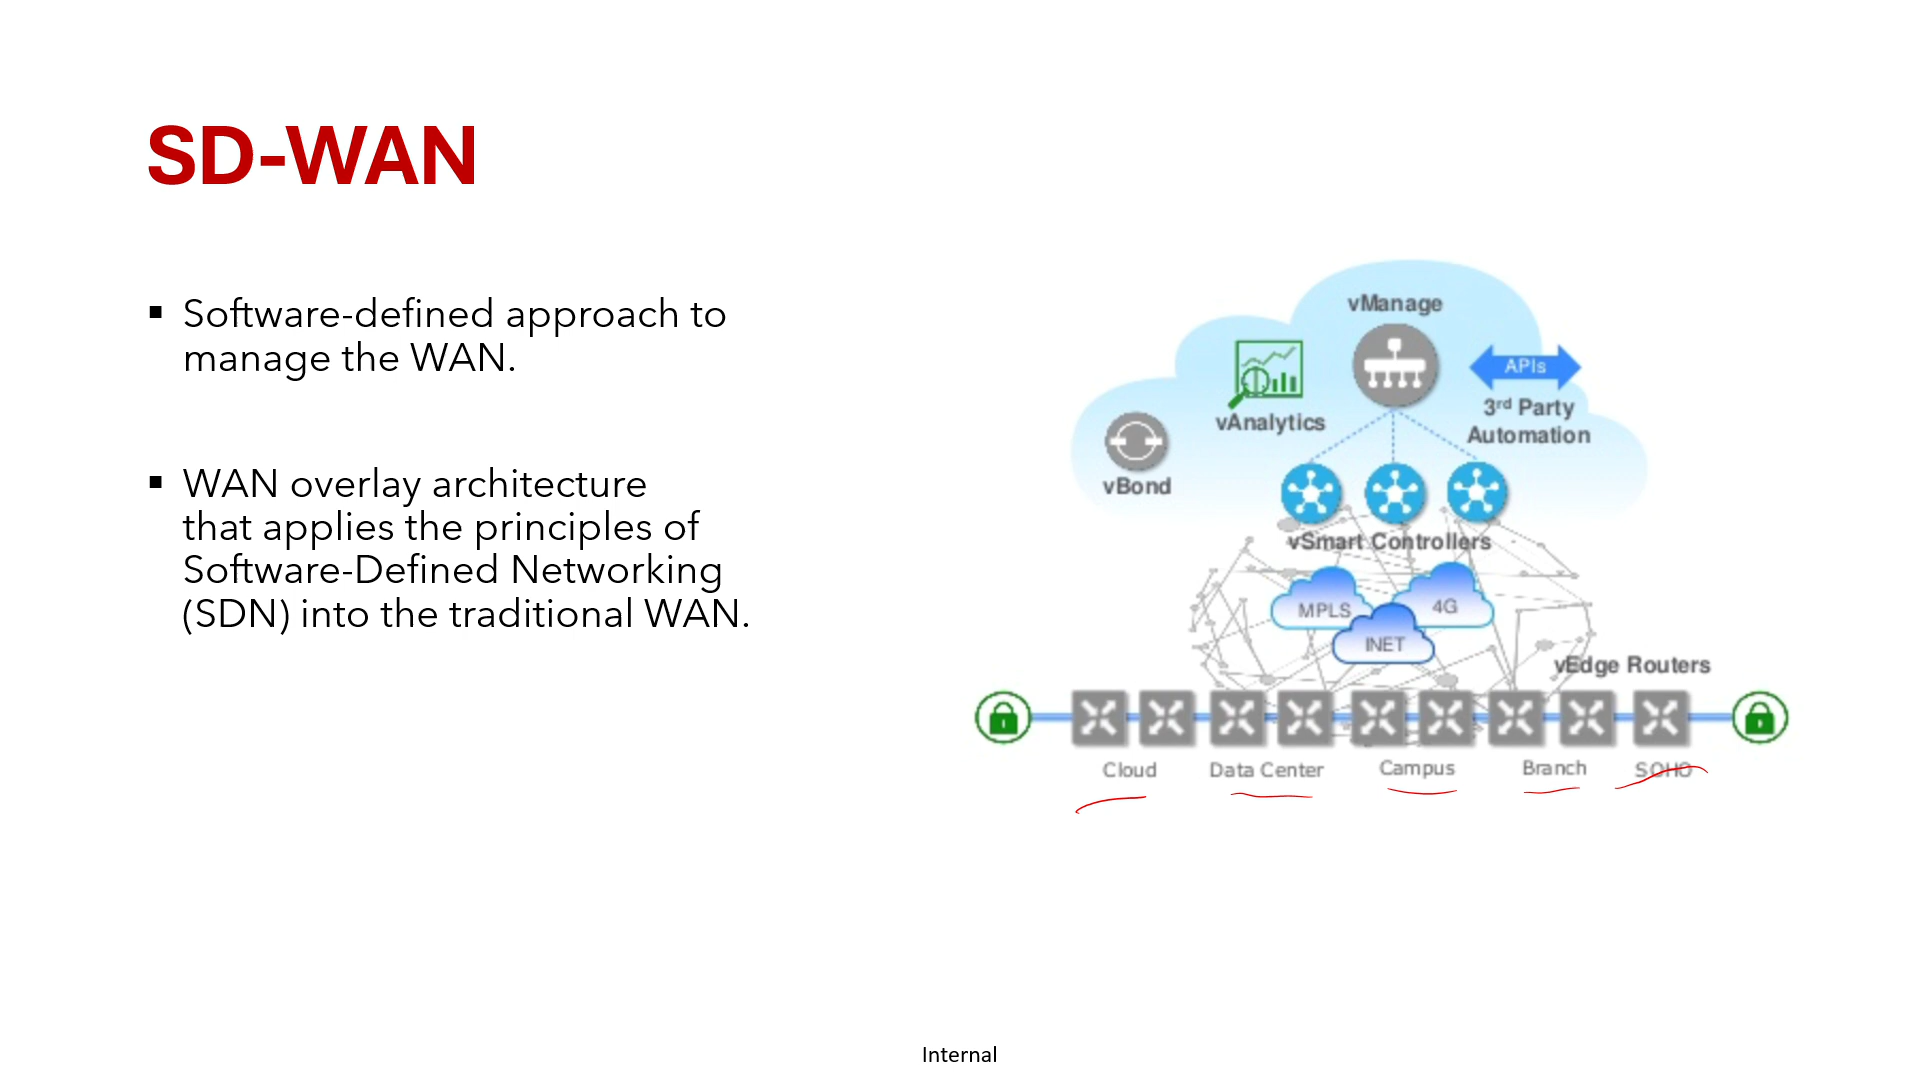 SD-WAN
▪ Software-defined approach to
manage the WAN.
▪ WAN overlay architecture
that applies the principles of
Software-Defined Networking
(SDN) into the traditional WAN.
vManage
APIs
vAnalytics
3rd Party
Automation
vBond
vSmart Controllers
MPLS
4G
INET
vEdge Routers
Cloud
Data Center
Campus
Branch
SOHO
Internal